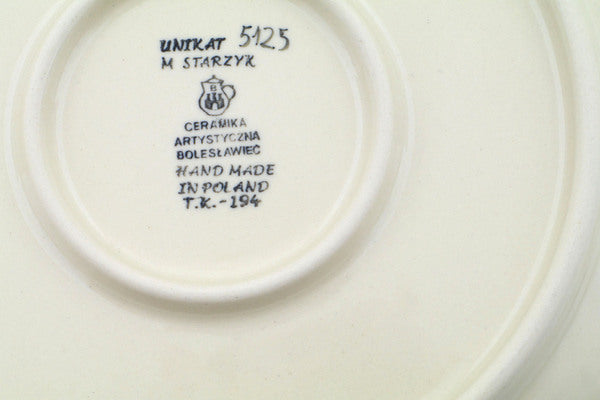 UNIKAT 5125
M STARZYK
B
CERAMIKA
ARTYSTYCZNA
BOLESŁAWIEC
HAND MADE
IN POLAND
T.K.-194